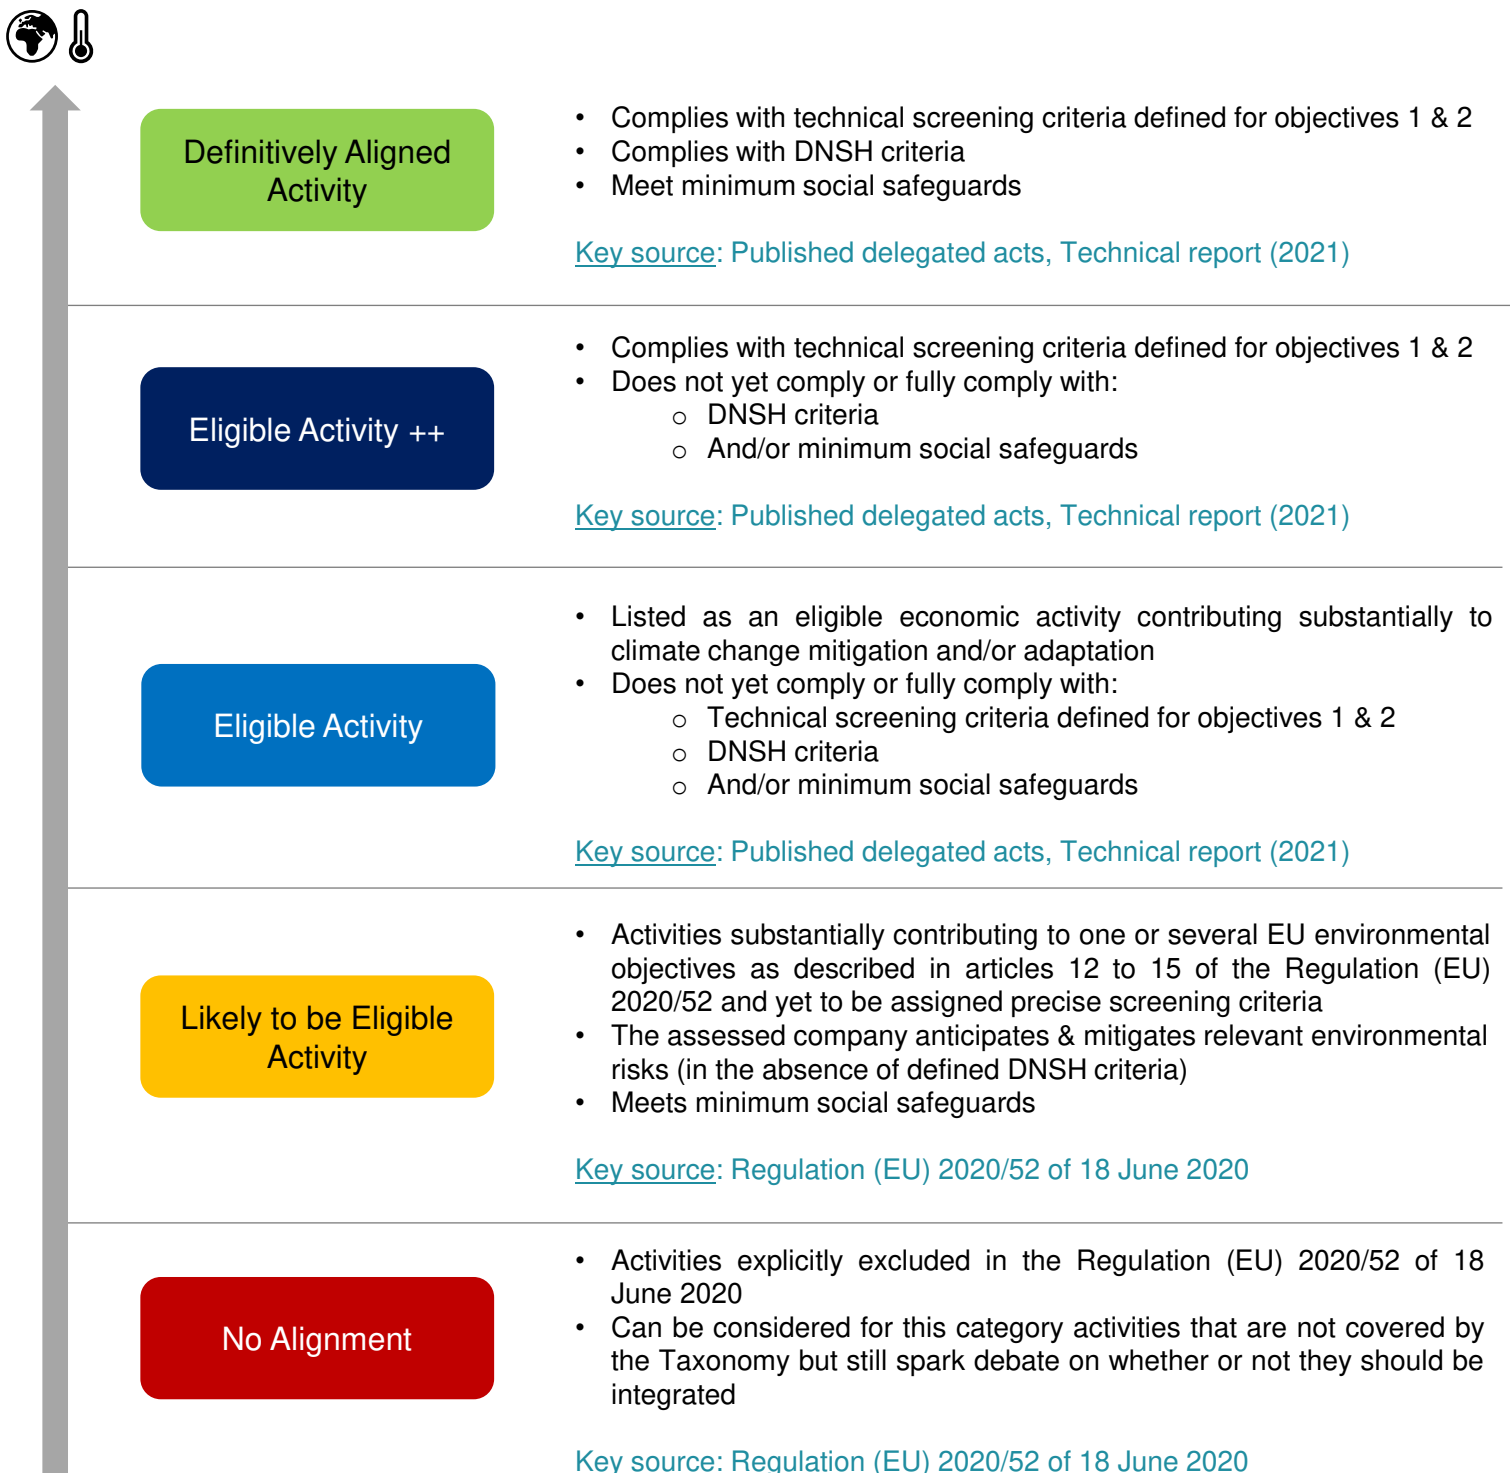 Definitively Aligned
Activity
• Complies with technical screening criteria defined for objectives 1 & 2
• Complies with DNSH criteria
• Meet minimum social safeguards
Key source: Published delegated acts, Technical report (2021)
Eligible Activity ++
• Complies with technical screening criteria defined for objectives 1 & 2
• Does not yet comply or fully comply with:
o DNSH criteria
o And/or minimum social safeguards
Key source: Published delegated acts, Technical report (2021)
Eligible Activity
• Listed as an eligible economic activity contributing substantially to
climate change mitigation and/or adaptation
• Does not yet comply or fully comply with:
o Technical screening criteria defined for objectives 1 & 2
o DNSH criteria
o And/or minimum social safeguards
Key source: Published delegated acts, Technical report (2021)
Likely to be Eligible
Activity
• Activities substantially contributing to one or several EU environmental
objectives as described in articles 12 to 15 of the Regulation (EU)
2020/52 and yet to be assigned precise screening criteria
• The assessed company anticipates & mitigates relevant environmental
risks (in the absence of defined DNSH criteria)
• Meets minimum social safeguards
Key source: Regulation (EU) 2020/52 of 18 June 2020
No Alignment
• Activities explicitly excluded in the Regulation (EU) 2020/52 of 18
June 2020
• Can be considered for this category activities that are not covered by
the Taxonomy but still spark debate on whether or not they should be
integrated
Key source: Regulation (EU) 2020/52 of 18 June 2020